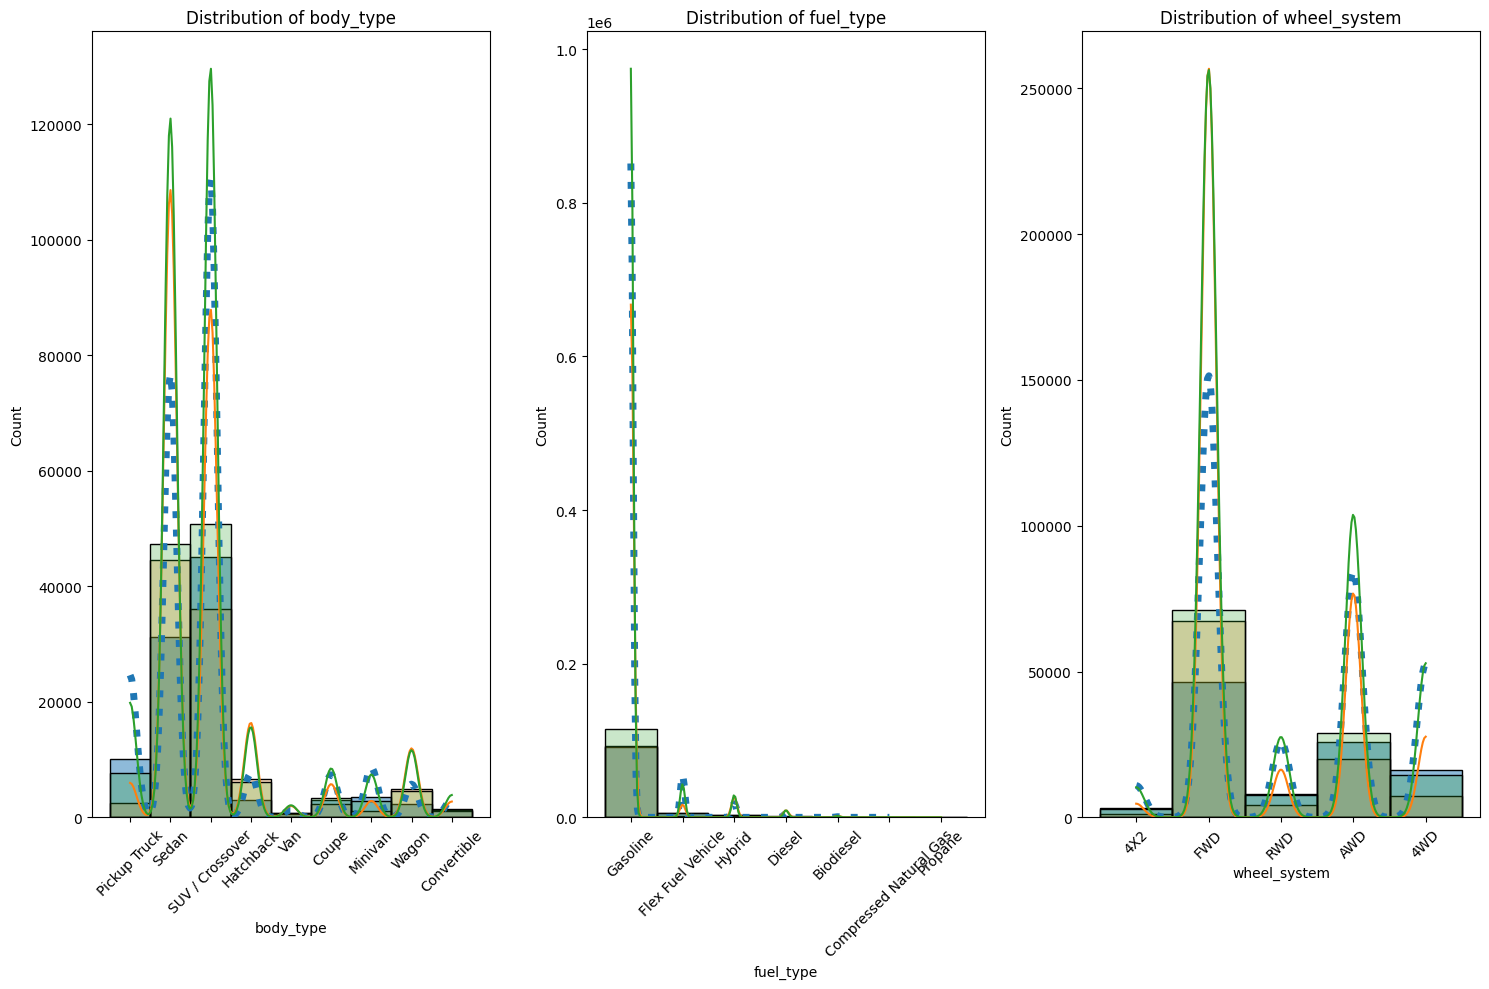 Distribution of body_type
120000
100000
80000
60000
40000
20000
0
Count
Pickup Truck
Sedan
SUV / Crossover
Hatchback
Van
Coupe
Minivan
Wagon
Convertible
body_type
Distribution of fuel_type
1e6
1.0
0.8
0.6
0.4
0.2
0.0
Count
Gasoline
Flex Fuel Vehicle
Hybrid
Diesel
Biodiesel
Compressed Natural Gas
Propane
fuel_type
Distribution of wheel_system
250000
200000
150000
100000
50000
0
Count
4X2
FWD
RWD
AWD
4WD
wheel_system